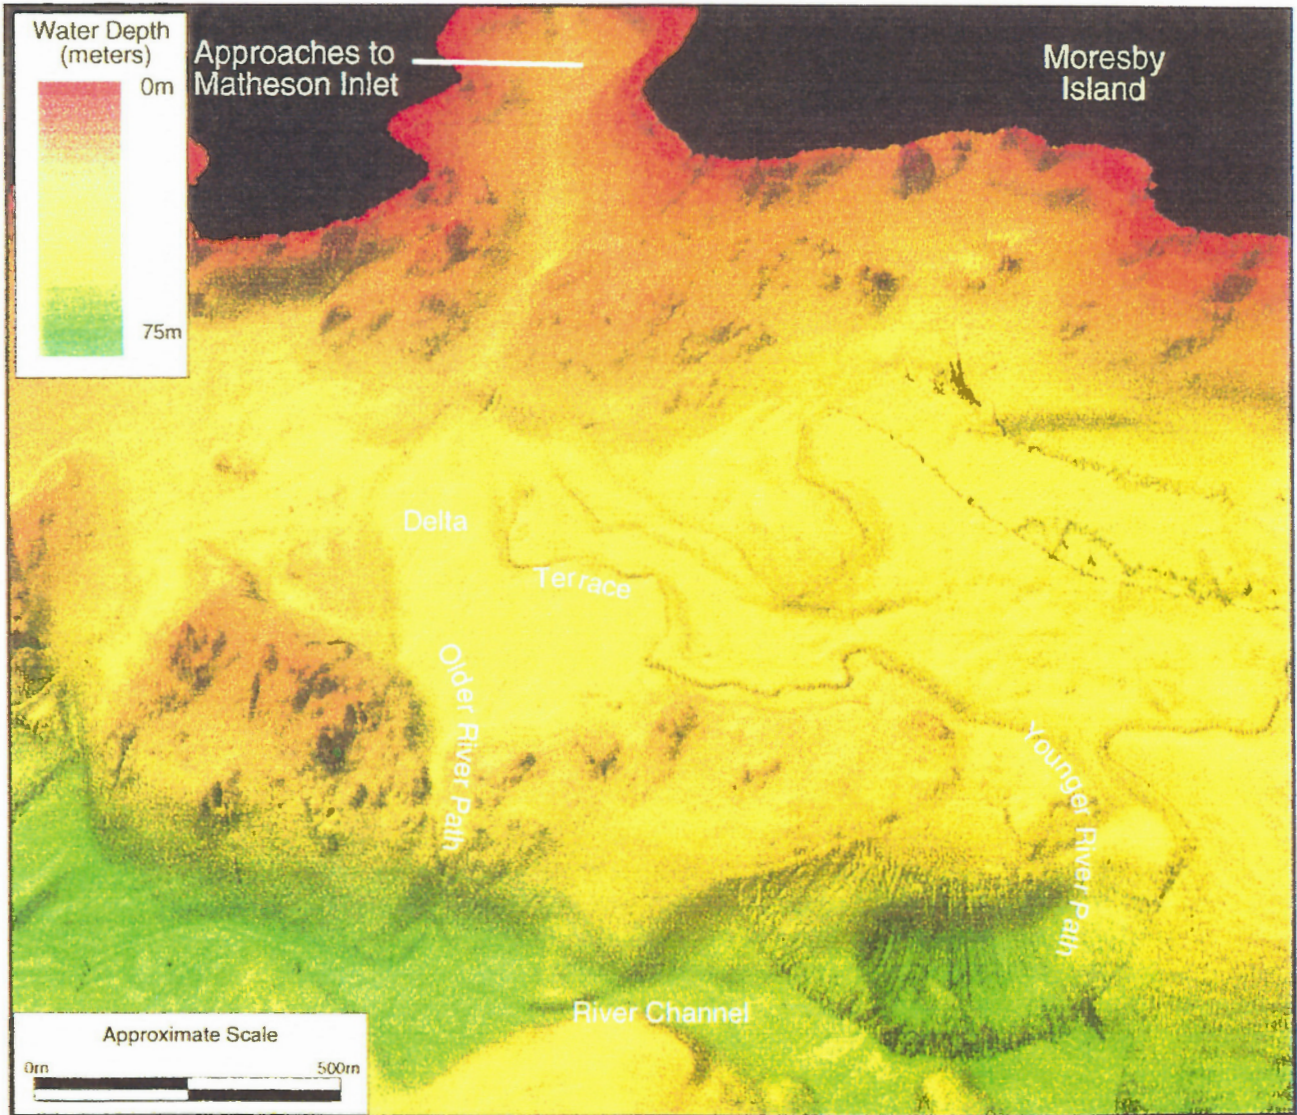 Water Depth
(meters)
0m
75m
Approaches to
Matheson Inlet
Moresby
Island
Delta
Terrace
Older River Path
Younger River Path
River Channel
Approximate Scale
0m
500m